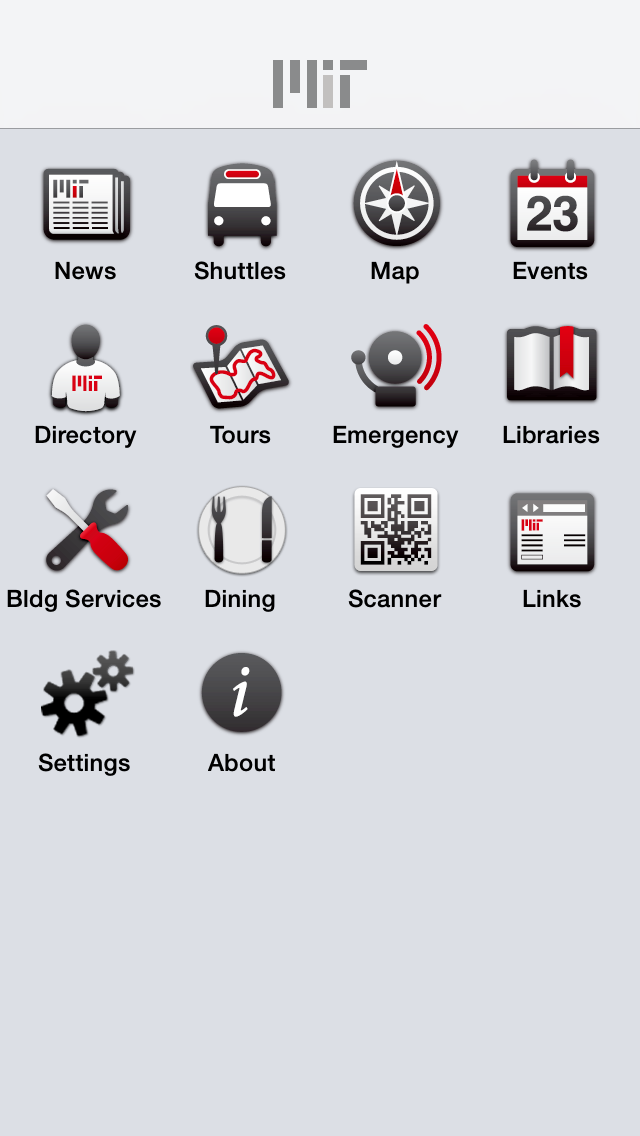 MIT
MIT
23
News Shuttles Map Events
MIT
Directory Tours Emergency Libraries
MIT
Bldg Services Dining Scanner Links
i
Settings About